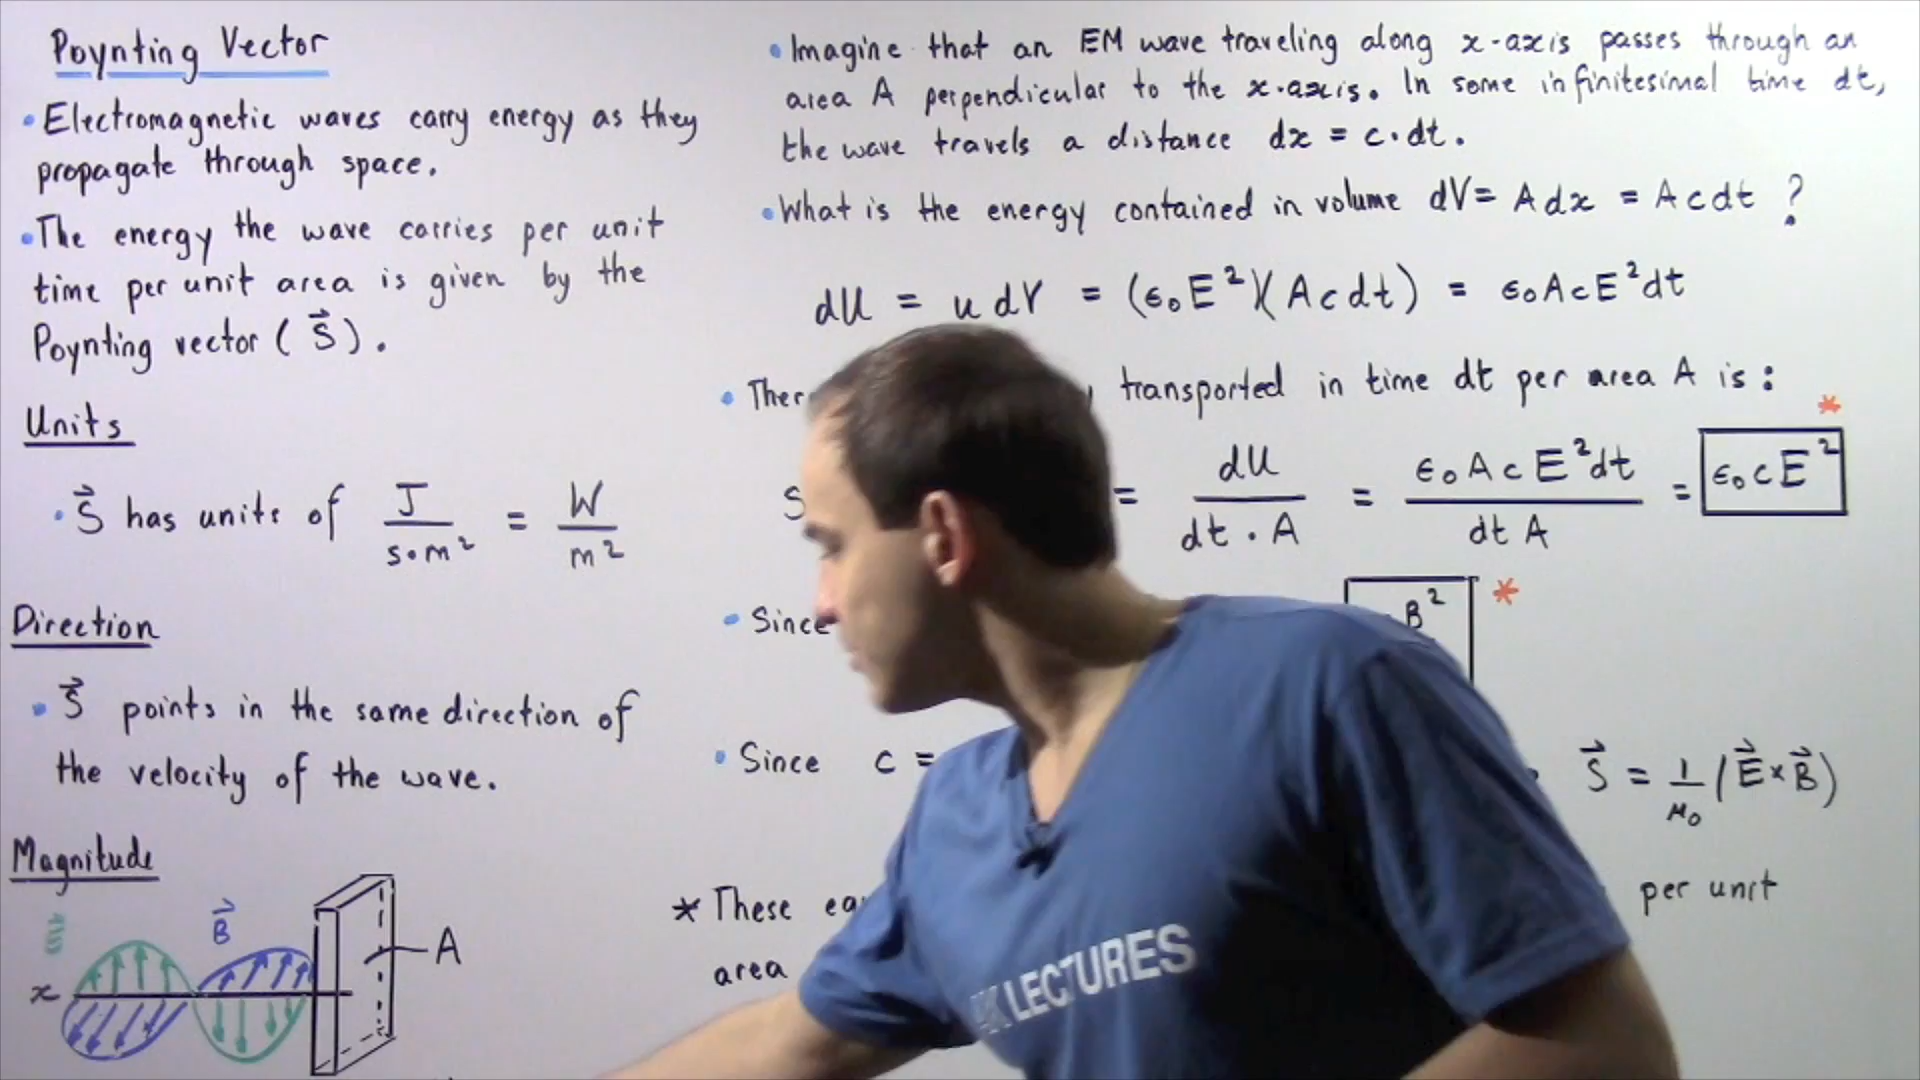 Poynting Vector
• Electromagnetic waves carry energy as they
propagate through space.
• The energy the wave carries per unit
time per unit area is given by the
Poynting vector ( S⃗ ).
Units
• S⃗ has units of J/(s·m²) = W/m²
Direction
• S⃗ points in the same direction of
the velocity of the wave.
Magnitude
B⃗
A
x
• Imagine that an EM wave traveling along x-axis passes through an
area A perpendicular to the x-axis. In some infinitesimal time dt,
the wave travels a distance dx = c·dt.
• What is the energy contained in volume dV = A dx = A c dt ?
dU = u dV = (ϵ₀E²)(A c dt) = ϵ₀AcE²dt
transported in time dt per area A is:
S = dU/(dt·A) = ϵ₀AcE²dt/(dt A) = ϵ₀cE² *
• Since B² *
• Since c = S⃗ = 1/μ₀ (E⃗ × B⃗)
* These per unit
area
LECTURES